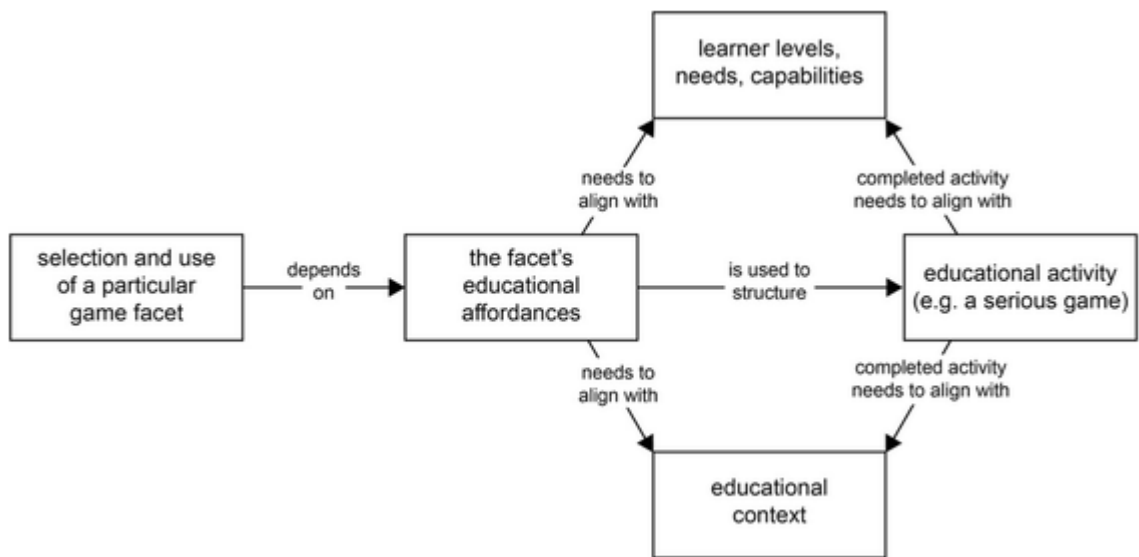 learner levels,
needs, capabilities
needs to
align with
completed activity
needs to align with
selection and use
of a particular
game facet
depends
on
the facet's
educational
affordances
is used to
structure
educational activity
(e.g. a serious game)
needs to
align with
completed activity
needs to align with
educational
context